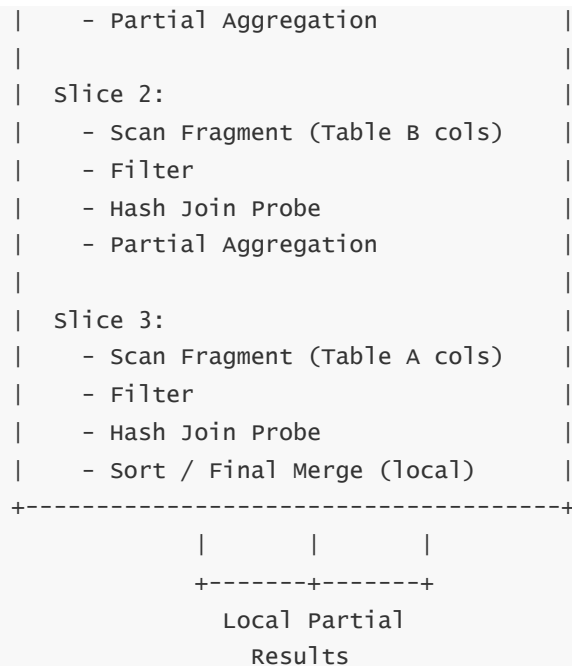 |    - Partial Aggregation             |
|                                      |
|  Slice 2:                            |
|    - Scan Fragment (Table B cols)    |
|    - Filter                          |
|    - Hash Join Probe                 |
|    - Partial Aggregation             |
|                                      |
|  Slice 3:                            |
|    - Scan Fragment (Table A cols)    |
|    - Filter                          |
|    - Hash Join Probe                 |
|    - Sort / Final Merge (local)      |
+--------------------------------------+
             |       |       |
             +-------+-------+
               Local Partial
                 Results